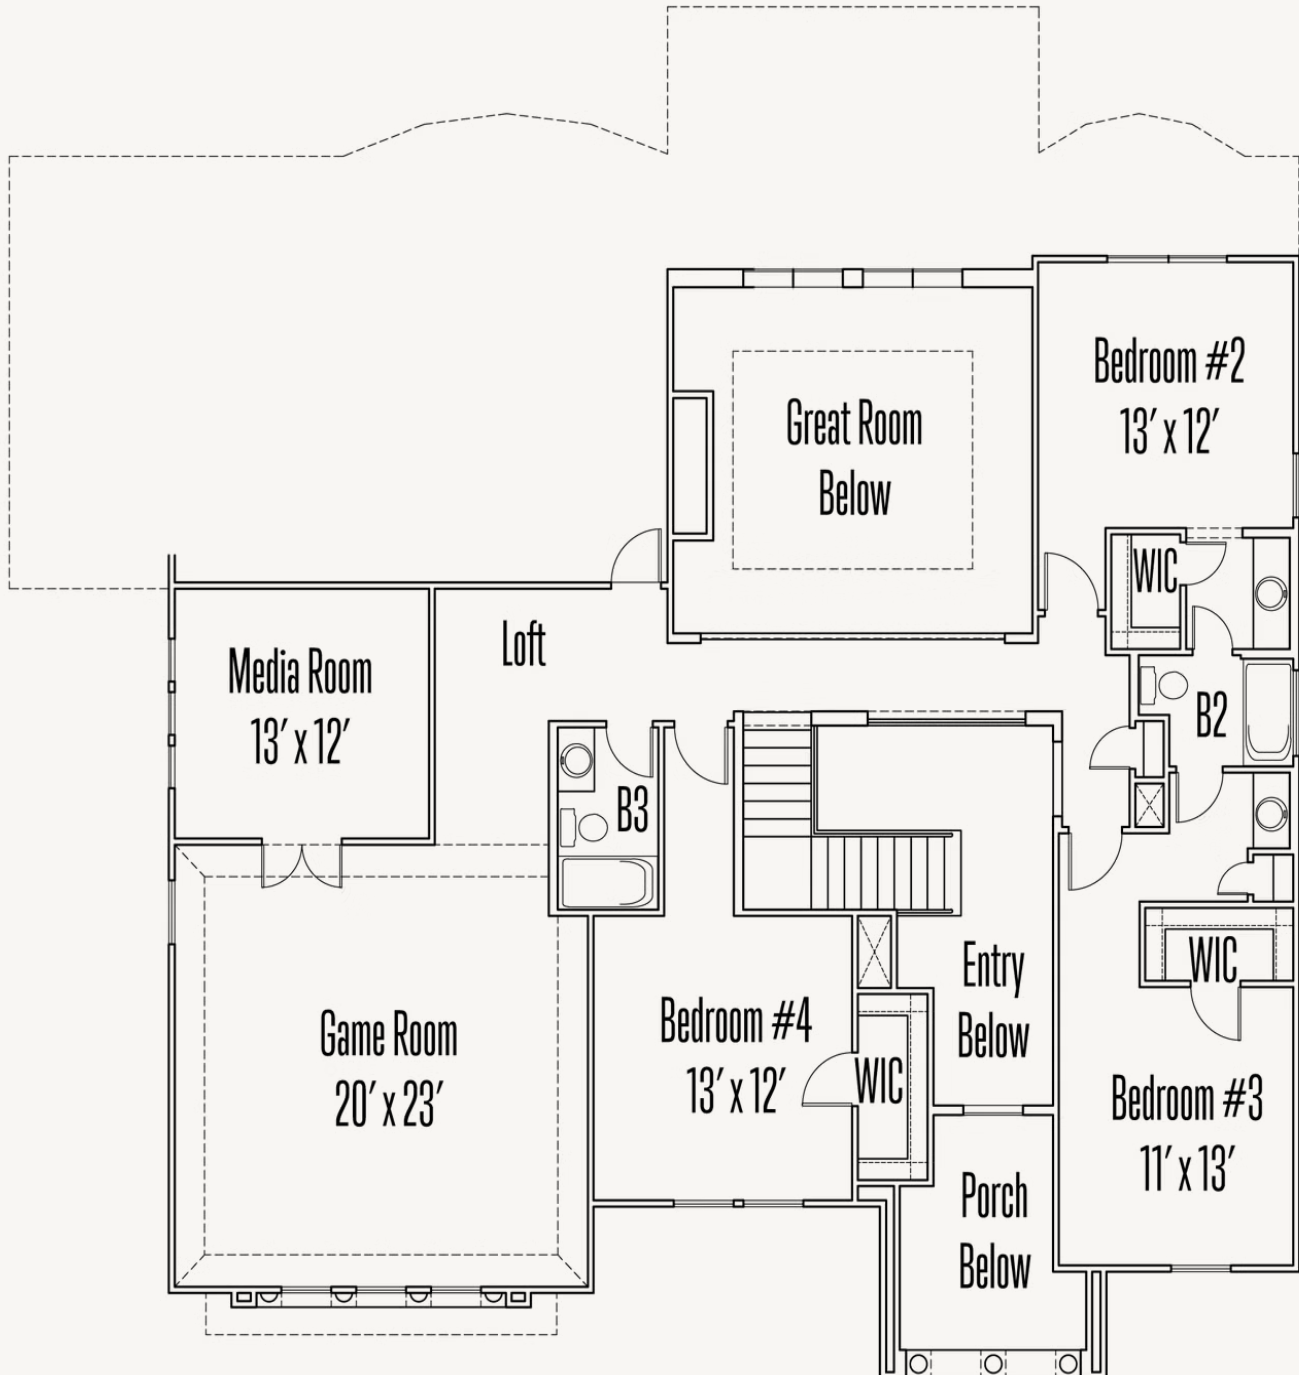 Bedroom #2
13′ x 12′
Great Room
Below
WIC
Loft
Media Room
13′ x 12′
B2
B3
Entry
Below
WIC
Bedroom #4
13′ x 12′
WIC
Game Room
20′ x 23′
Bedroom #3
11′ x 13′
Porch
Below